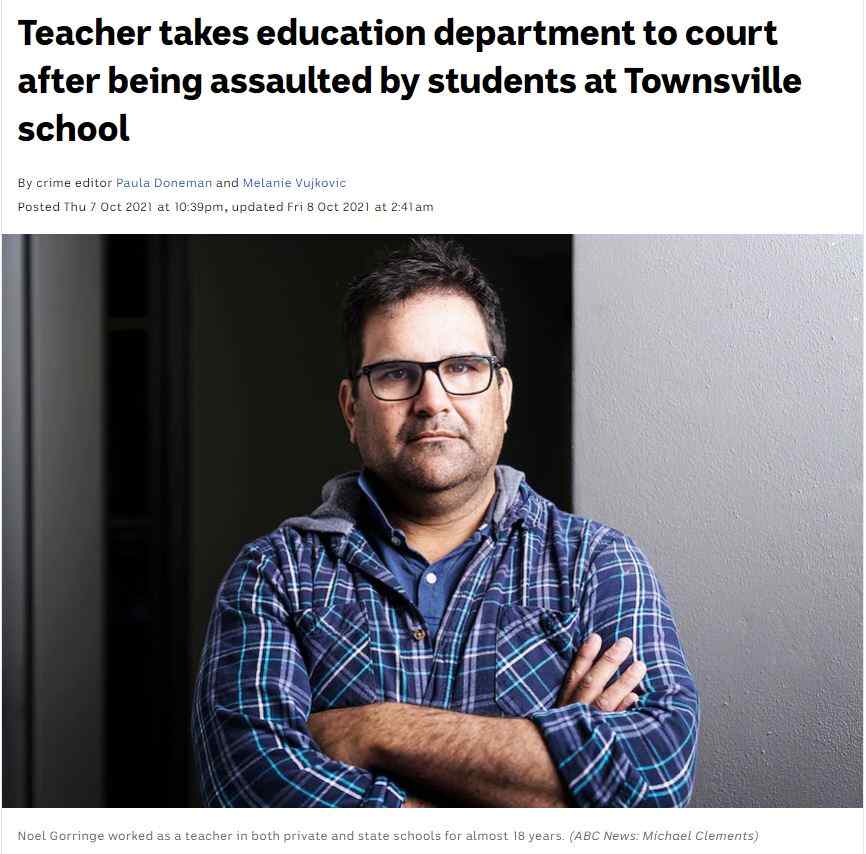 Teacher takes education department to court
after being assaulted by students at Townsville
school
By crime editor Paula Doneman and Melanie Vujkovic
Posted Thu 7 Oct 2021 at 10:39pm, updated Fri 8 Oct 2021 at 2:41am
Noel Gorringe worked as a teacher in both private and state schools for almost 18 years. (ABC News: Michael Clements)